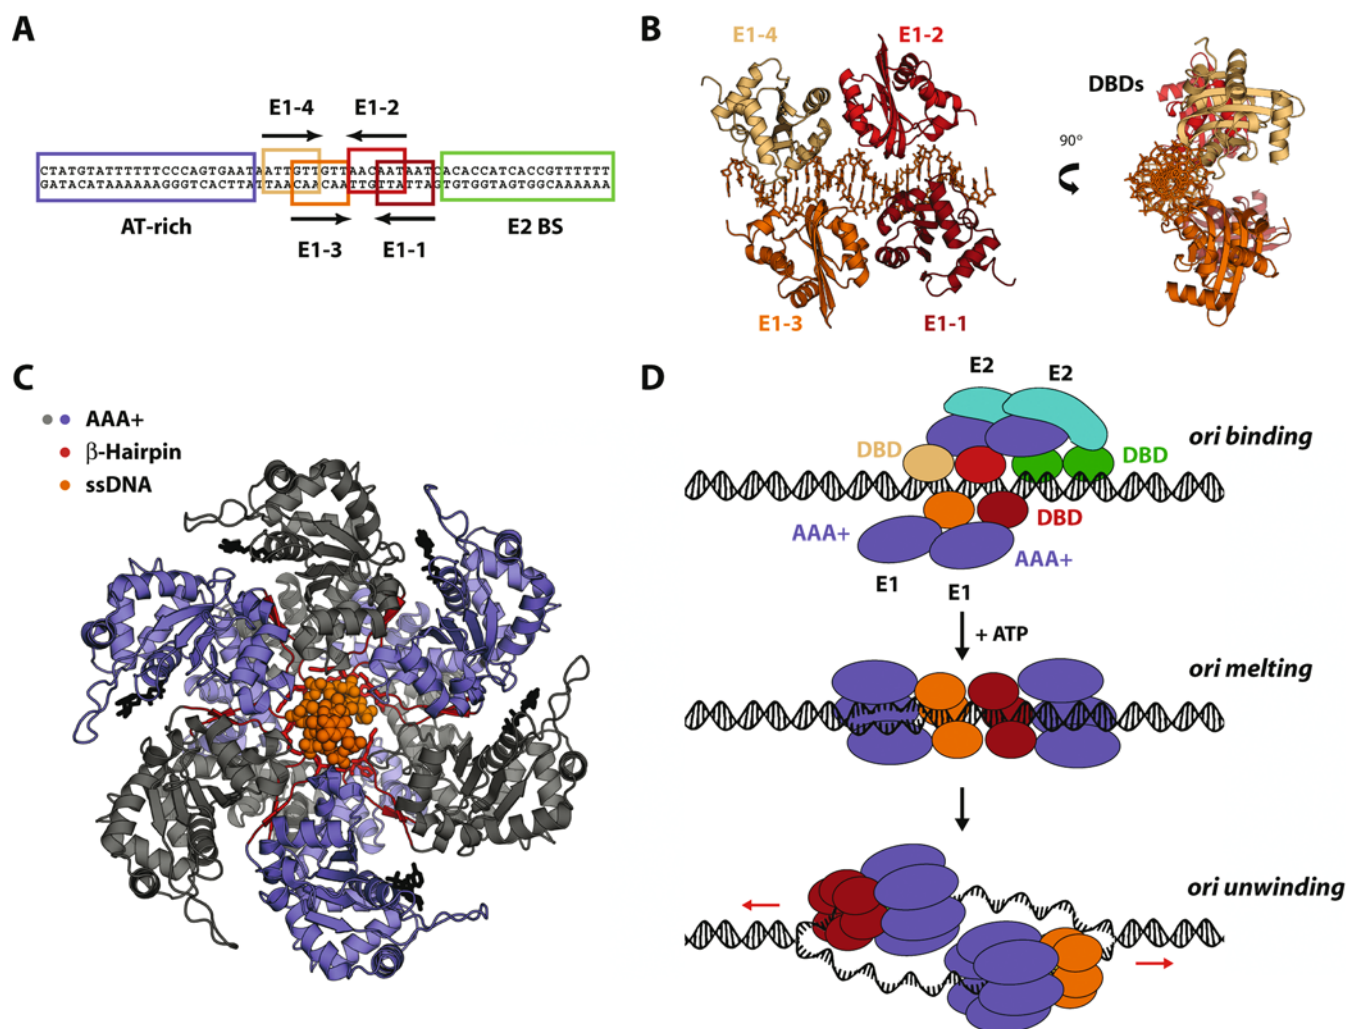 A
E1-4
E1-2
CTATGTATTTTTTCCCAGTGAATAATTGTTGTTAACAATAATCACACCATCACCGTTTTTT
GATACATAAAAAAGGGTCACTTATTAACAACAATTGTTATTAGTGTGGTAGTGGCAAAAAA
AT-rich
E1-3
E1-1
E2 BS
B
E1-4
E1-2
E1-3
E1-1
90°
DBDs
C
AAA+
β-Hairpin
ssDNA
D
E2
E2
ori binding
DBD
DBD
DBD
AAA+
AAA+
E1
E1
+ ATP
ori melting
ori unwinding